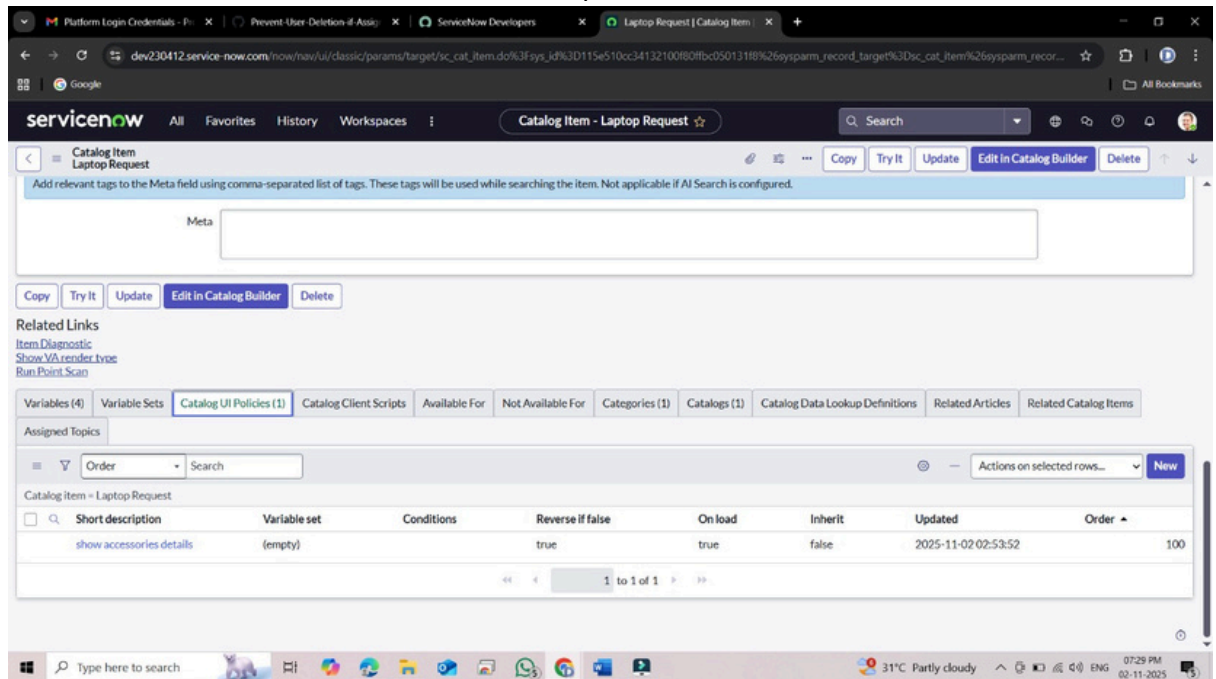 Platform Login Credentials - Pr
Prevent-User-Deletion-if-Assig
ServiceNow Developers
Laptop Request | Catalog Item |
dev230412.service-now.com/now/nav/ui/classic/params/target/sc_cat_item.do%3Fsys_id%3D115e510cc34132100f80ffbc050131f8%26sysparm_record_target%3Dsc_cat_item%26sysparm_recor...
Google
All Bookmarks
servicenow All Favorites History Workspaces
Catalog Item - Laptop Request
Search
Catalog Item
Laptop Request
Copy Try It Update Edit in Catalog Builder Delete
Add relevant tags to the Meta field using comma-separated list of tags. These tags will be used while searching the item. Not applicable if AI Search is configured.
Meta
Copy Try It Update Edit in Catalog Builder Delete
Related Links
Item Diagnostic
Show VA render type
Run Point Scan
Variables (4) Variable Sets Catalog UI Policies (1) Catalog Client Scripts Available For Not Available For Categories (1) Catalogs (1) Catalog Data Lookup Definitions Related Articles Related Catalog Items
Assigned Topics
Order Search Actions on selected rows... New
Catalog item = Laptop Request
Short description Variable set Conditions Reverse if false On load Inherit Updated Order
show accessories details (empty) true true false 2025-11-02 02:53:52 100
1 to 1 of 1
Type here to search
31°C Partly cloudy ENG 07:29 PM
02-11-2025